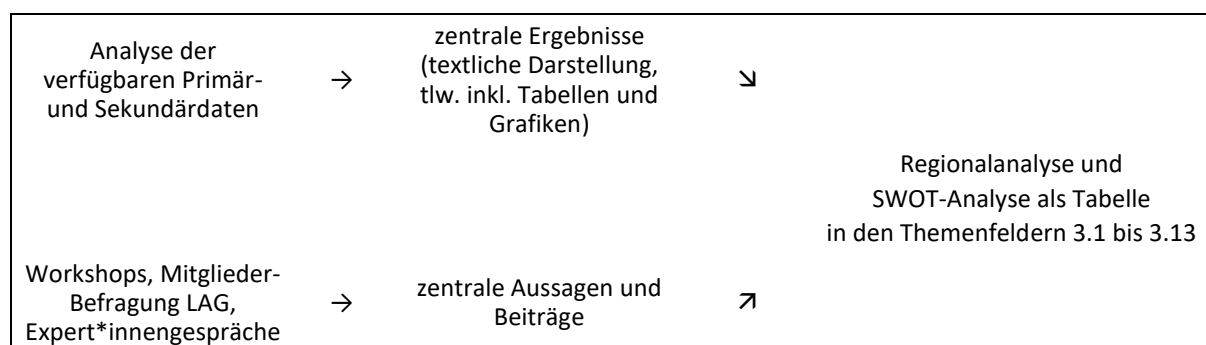 Analyse der
verfügbaren Primär-
und Sekundärdaten
→
zentrale Ergebnisse
(textliche Darstellung,
tlw. inkl. Tabellen und
Grafiken)
↘
Regionalanalyse und
SWOT-Analyse als Tabelle
in den Themenfeldern 3.1 bis 3.13
Workshops, Mitglieder-
Befragung LAG,
Expert*innengespräche
→
zentrale Aussagen und
Beiträge
↗